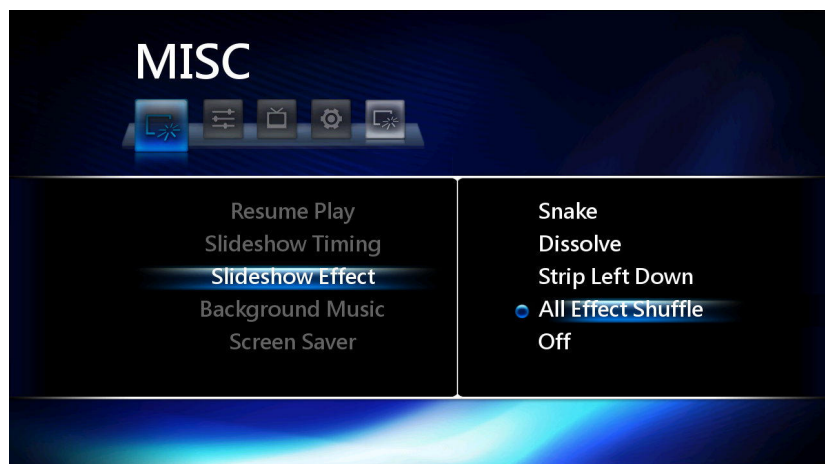 MISC
Resume Play
Slideshow Timing
Slideshow Effect
Background Music
Screen Saver
Snake
Dissolve
Strip Left Down
All Effect Shuffle
Off